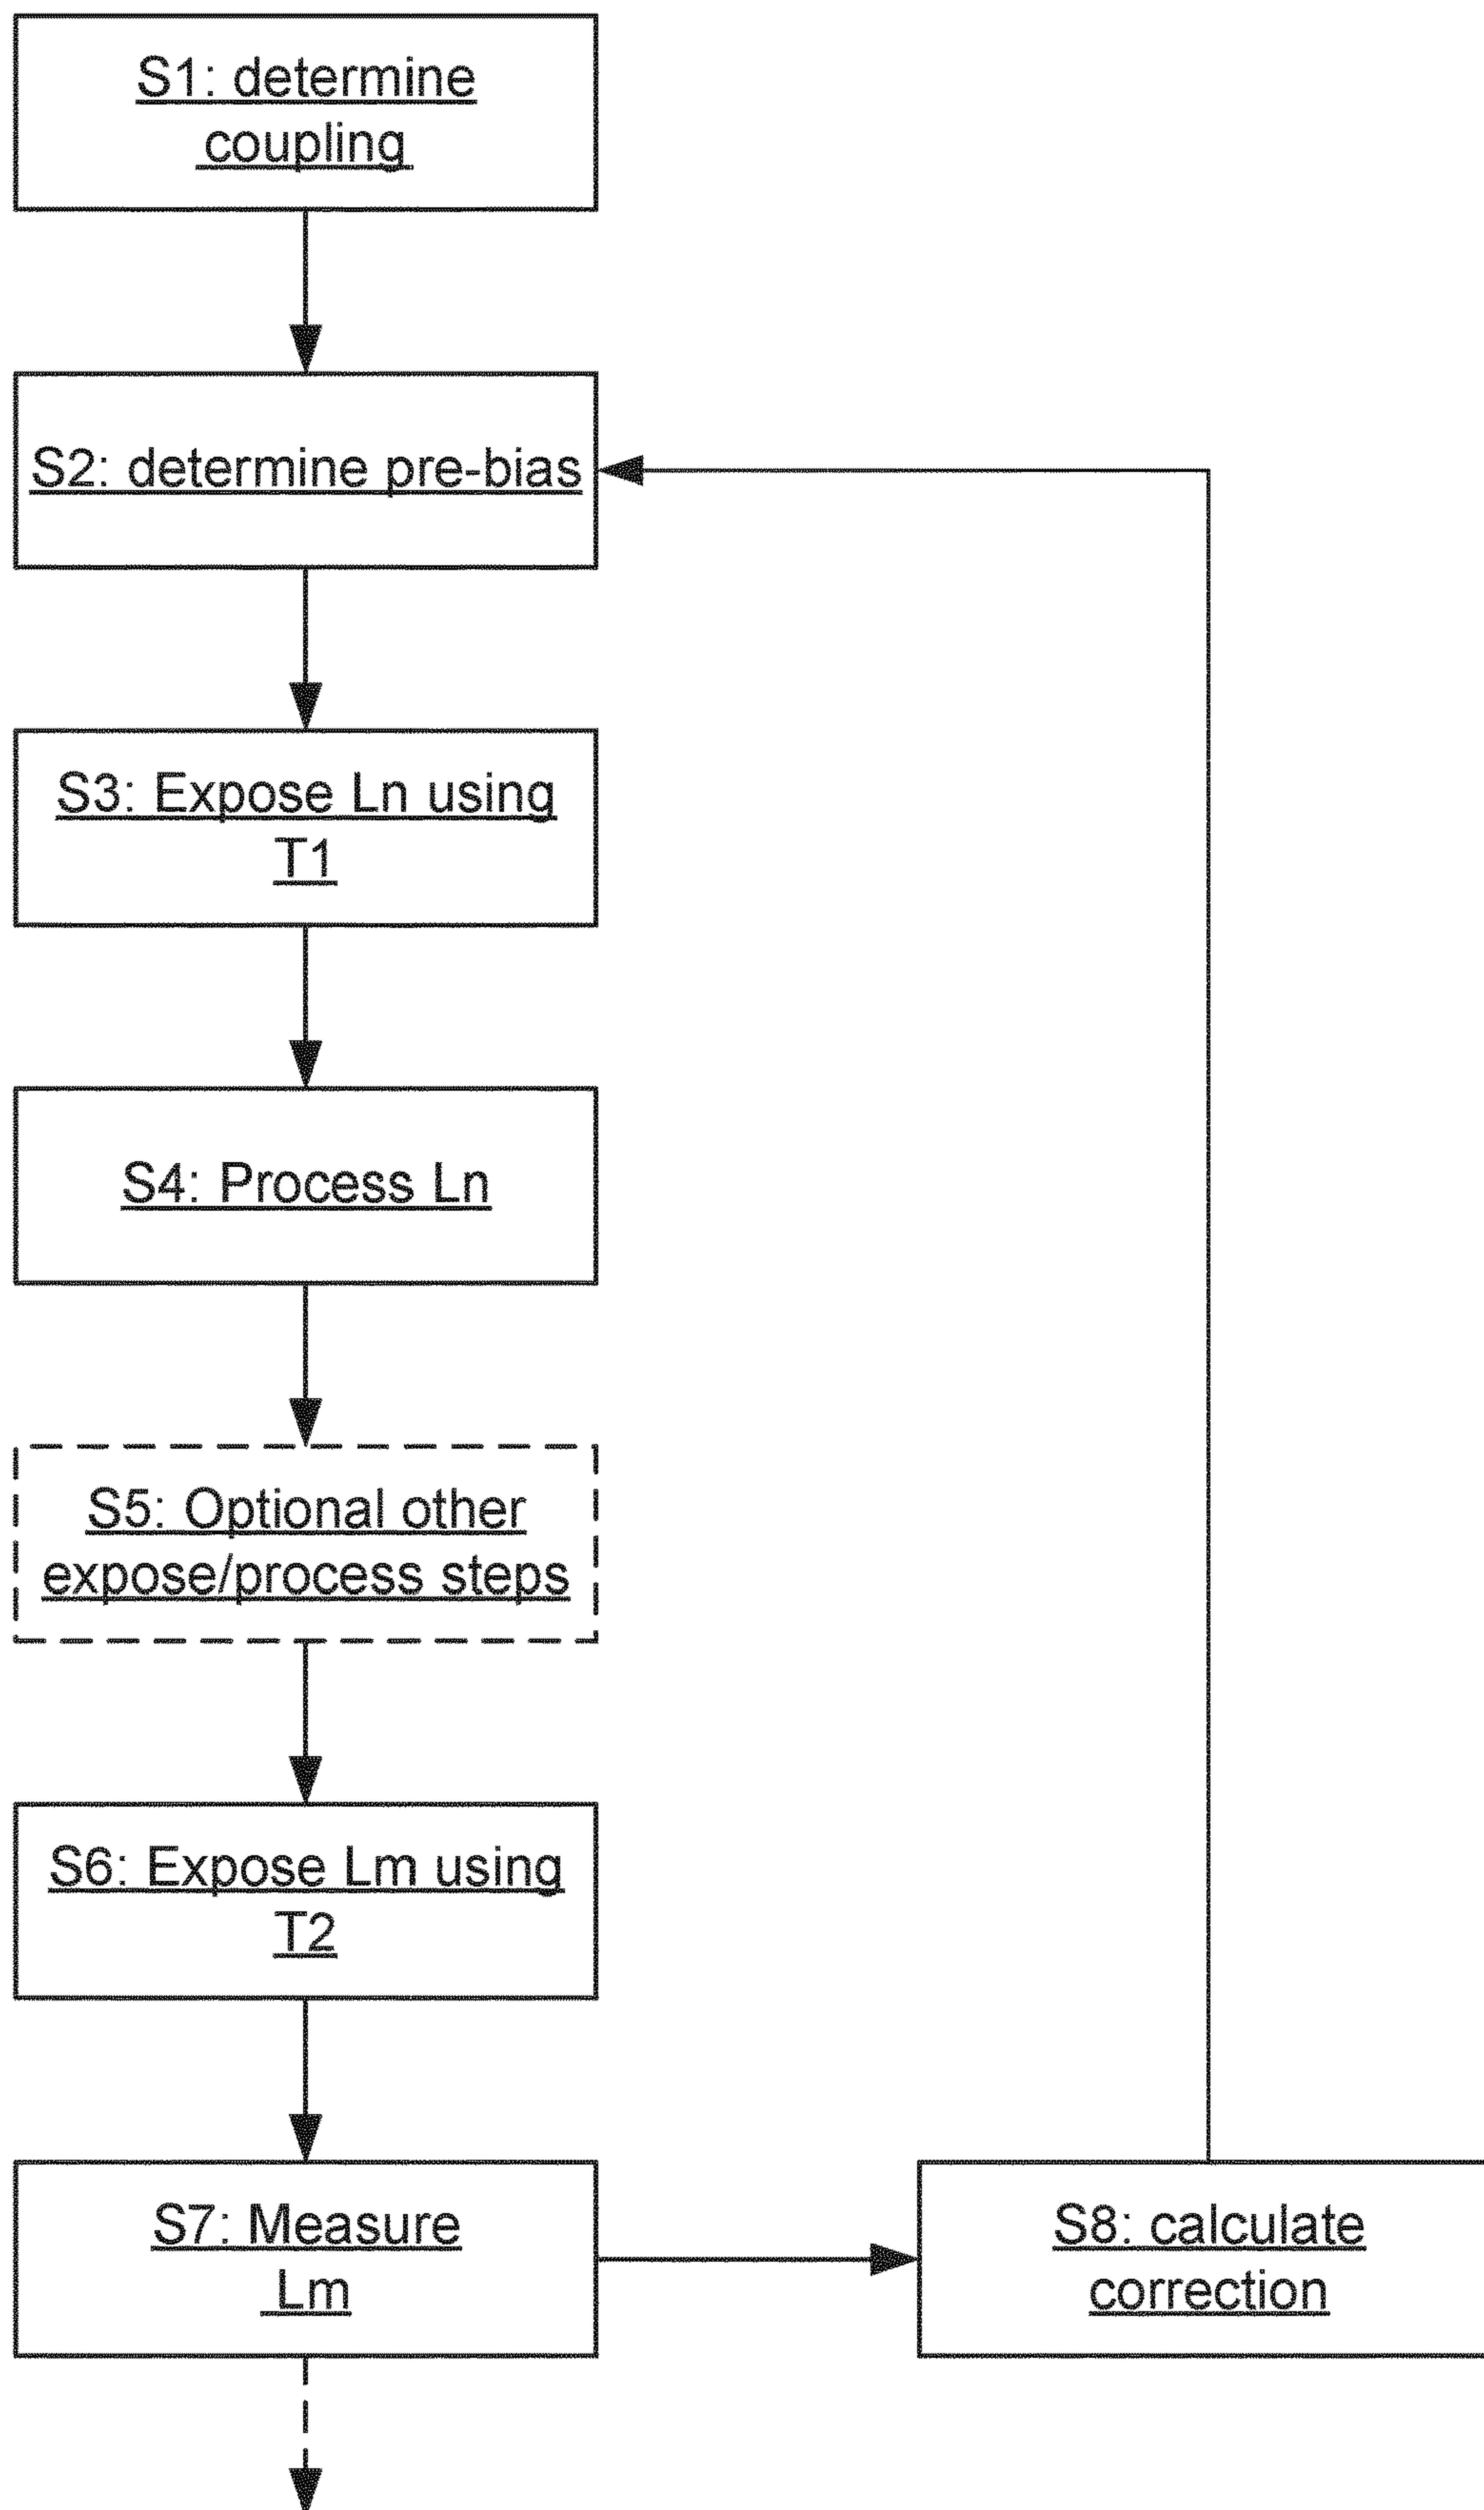 S1: determine
coupling
S2: determine pre-bias
S3: Expose Ln using
T1
S4: Process Ln
S5: Optional other
expose/process steps
S6: Expose Lm using
T2
S7: Measure
Lm
S8: calculate
correction